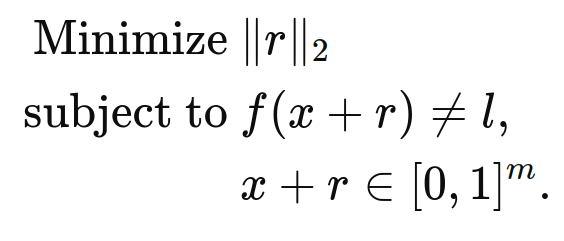 Minimize ‖r‖₂
subject to f(x + r) ≠ l,
x + r ∈ [0, 1]ᵐ.